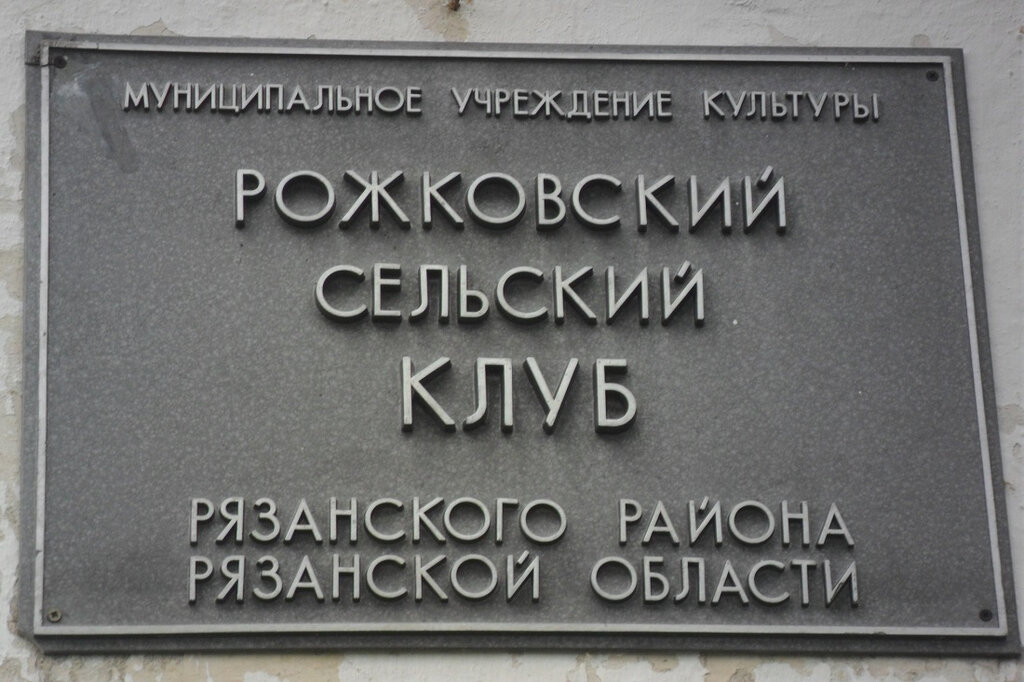 МУНИЦИПАЛЬНОЕ УЧРЕЖДЕНИЕ КУЛЬТУРЫ
РОЖКОВСКИЙ
СЕЛЬСКИЙ
КЛУБ
РЯЗАНСКОГО РАЙОНА
РЯЗАНСКОЙ ОБЛАСТИ